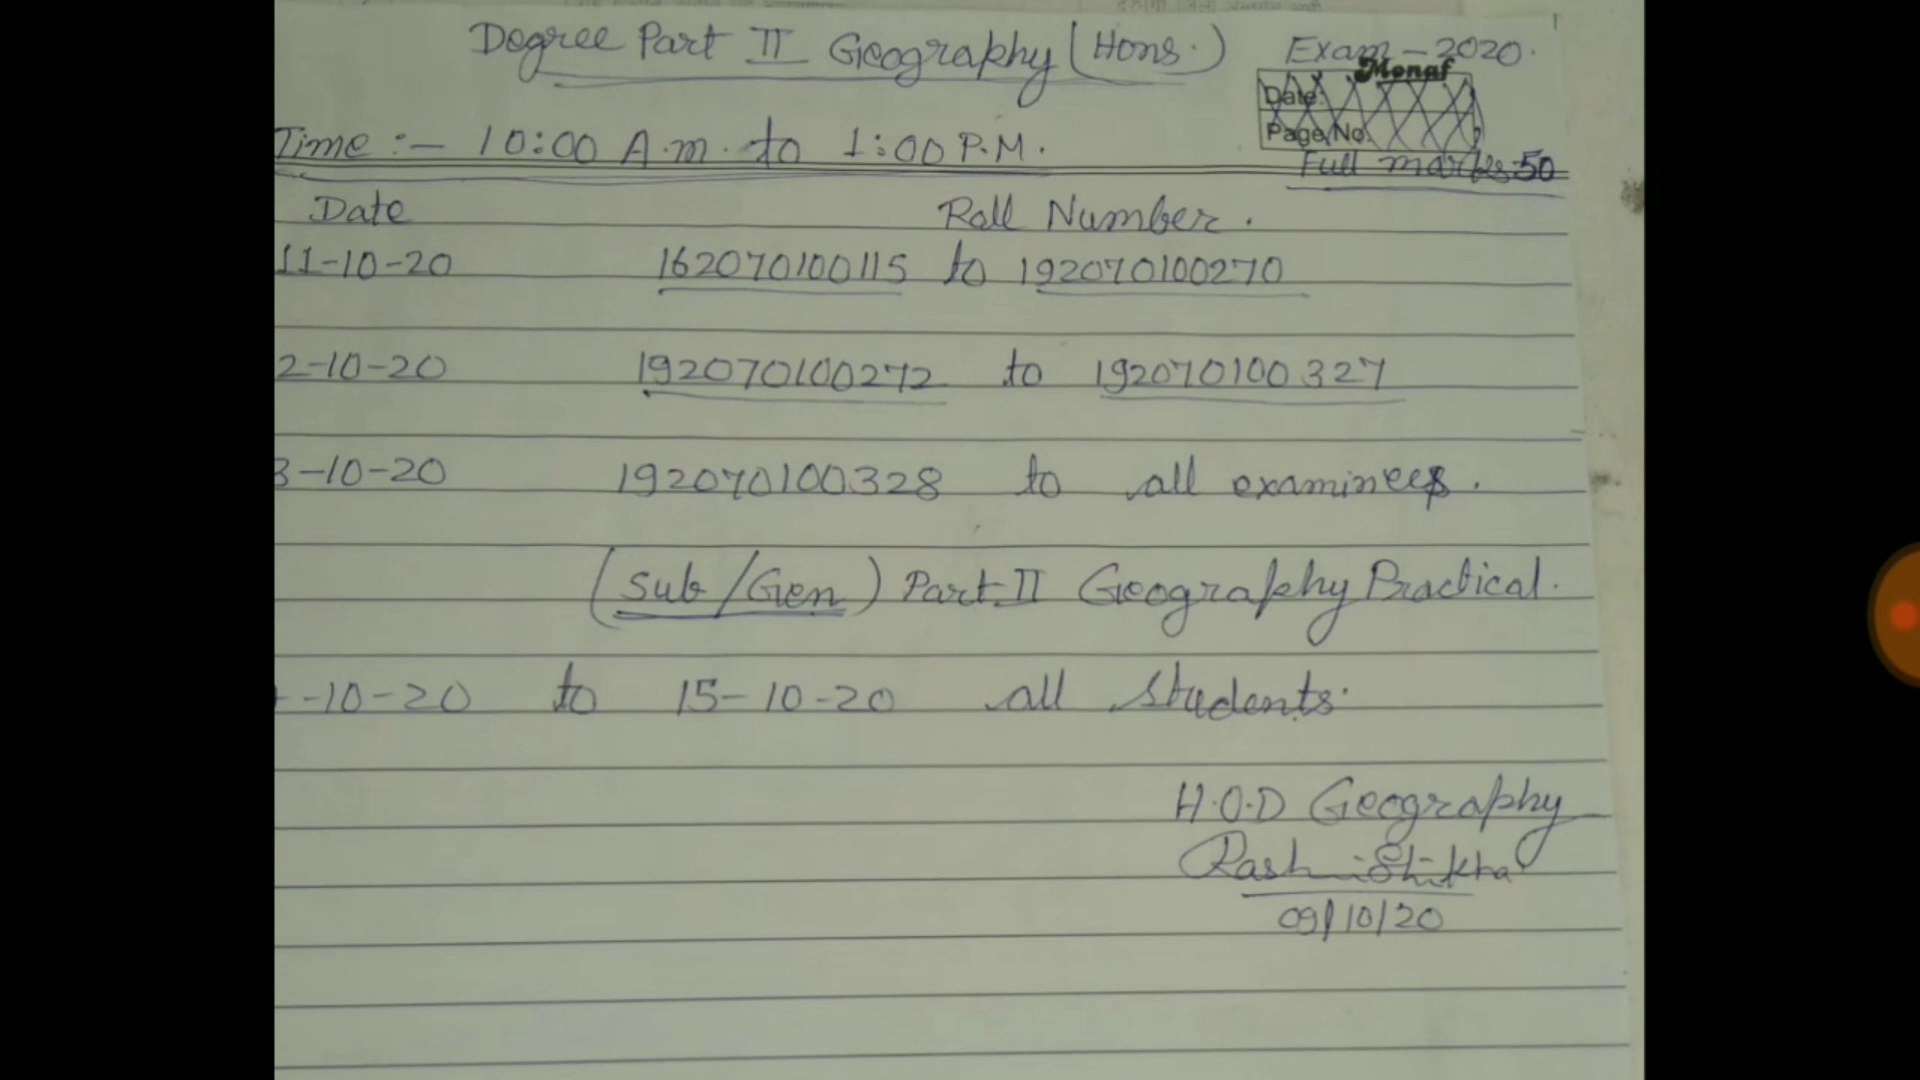 Degree Part II Geography (Hons.) Exam-2020.
Monaf
Date:
Page No.
Time :- 10:00 A.m. to 1:00 P.M.
Full marks-50
Date Roll Number.
11-10-20 162070100115 to 192070100270
2-10-20 192070100272 to 192070100327
3-10-20 192070100328 to all examinees.
(Sub/Gen) Part II Geography Practical.
-10-20 to 15-10-20 all students.
H.O.D Geography
Rashmi Shikha
09/10/20